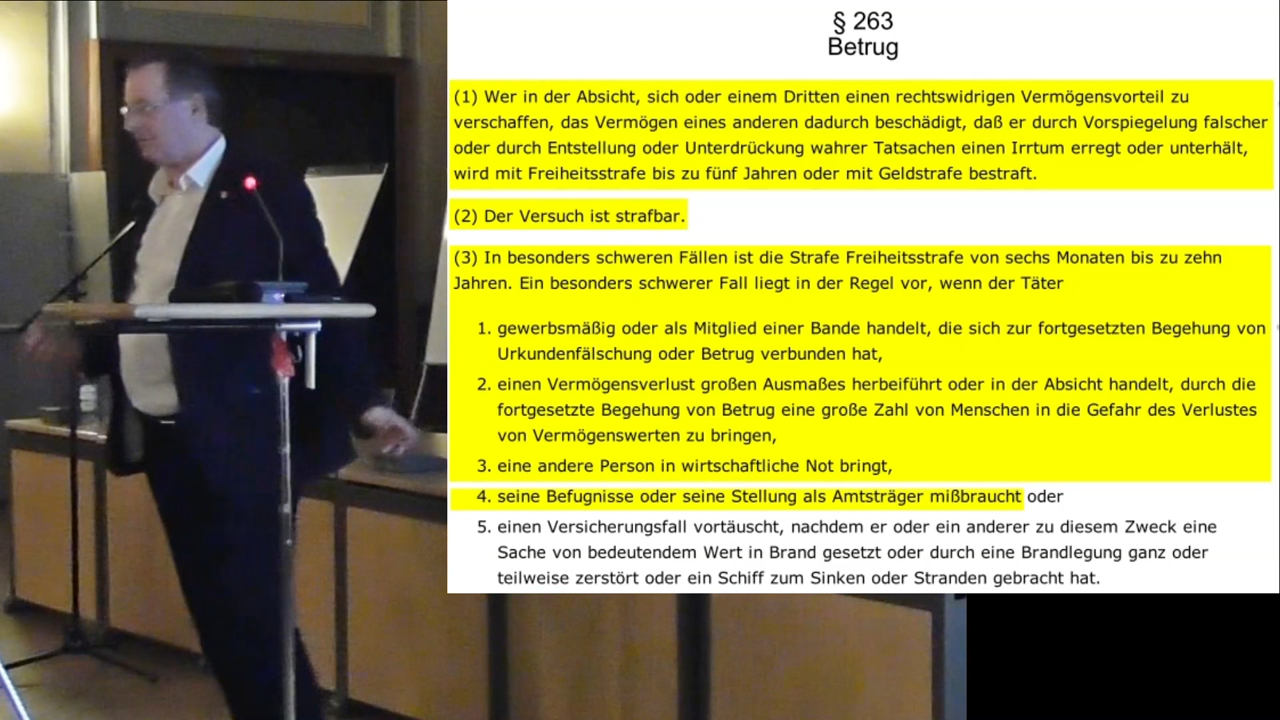 § 263
Betrug
(1) Wer in der Absicht, sich oder einem Dritten einen rechtswidrigen Vermögensvorteil zu
verschaffen, das Vermögen eines anderen dadurch beschädigt, daß er durch Vorspiegelung falscher
oder durch Entstellung oder Unterdrückung wahrer Tatsachen einen Irrtum erregt oder unterhält,
wird mit Freiheitsstrafe bis zu fünf Jahren oder mit Geldstrafe bestraft.
(2) Der Versuch ist strafbar.
(3) In besonders schweren Fällen ist die Strafe Freiheitsstrafe von sechs Monaten bis zu zehn
Jahren. Ein besonders schwerer Fall liegt in der Regel vor, wenn der Täter
1. gewerbsmäßig oder als Mitglied einer Bande handelt, die sich zur fortgesetzten Begehung von
Urkundenfälschung oder Betrug verbunden hat,
2. einen Vermögensverlust großen Ausmaßes herbeiführt oder in der Absicht handelt, durch die
fortgesetzte Begehung von Betrug eine große Zahl von Menschen in die Gefahr des Verlustes
von Vermögenswerten zu bringen,
3. eine andere Person in wirtschaftliche Not bringt,
4. seine Befugnisse oder seine Stellung als Amtsträger mißbraucht oder
5. einen Versicherungsfall vortäuscht, nachdem er oder ein anderer zu diesem Zweck eine
Sache von bedeutendem Wert in Brand gesetzt oder durch eine Brandlegung ganz oder
teilweise zerstört oder ein Schiff zum Sinken oder Stranden gebracht hat.